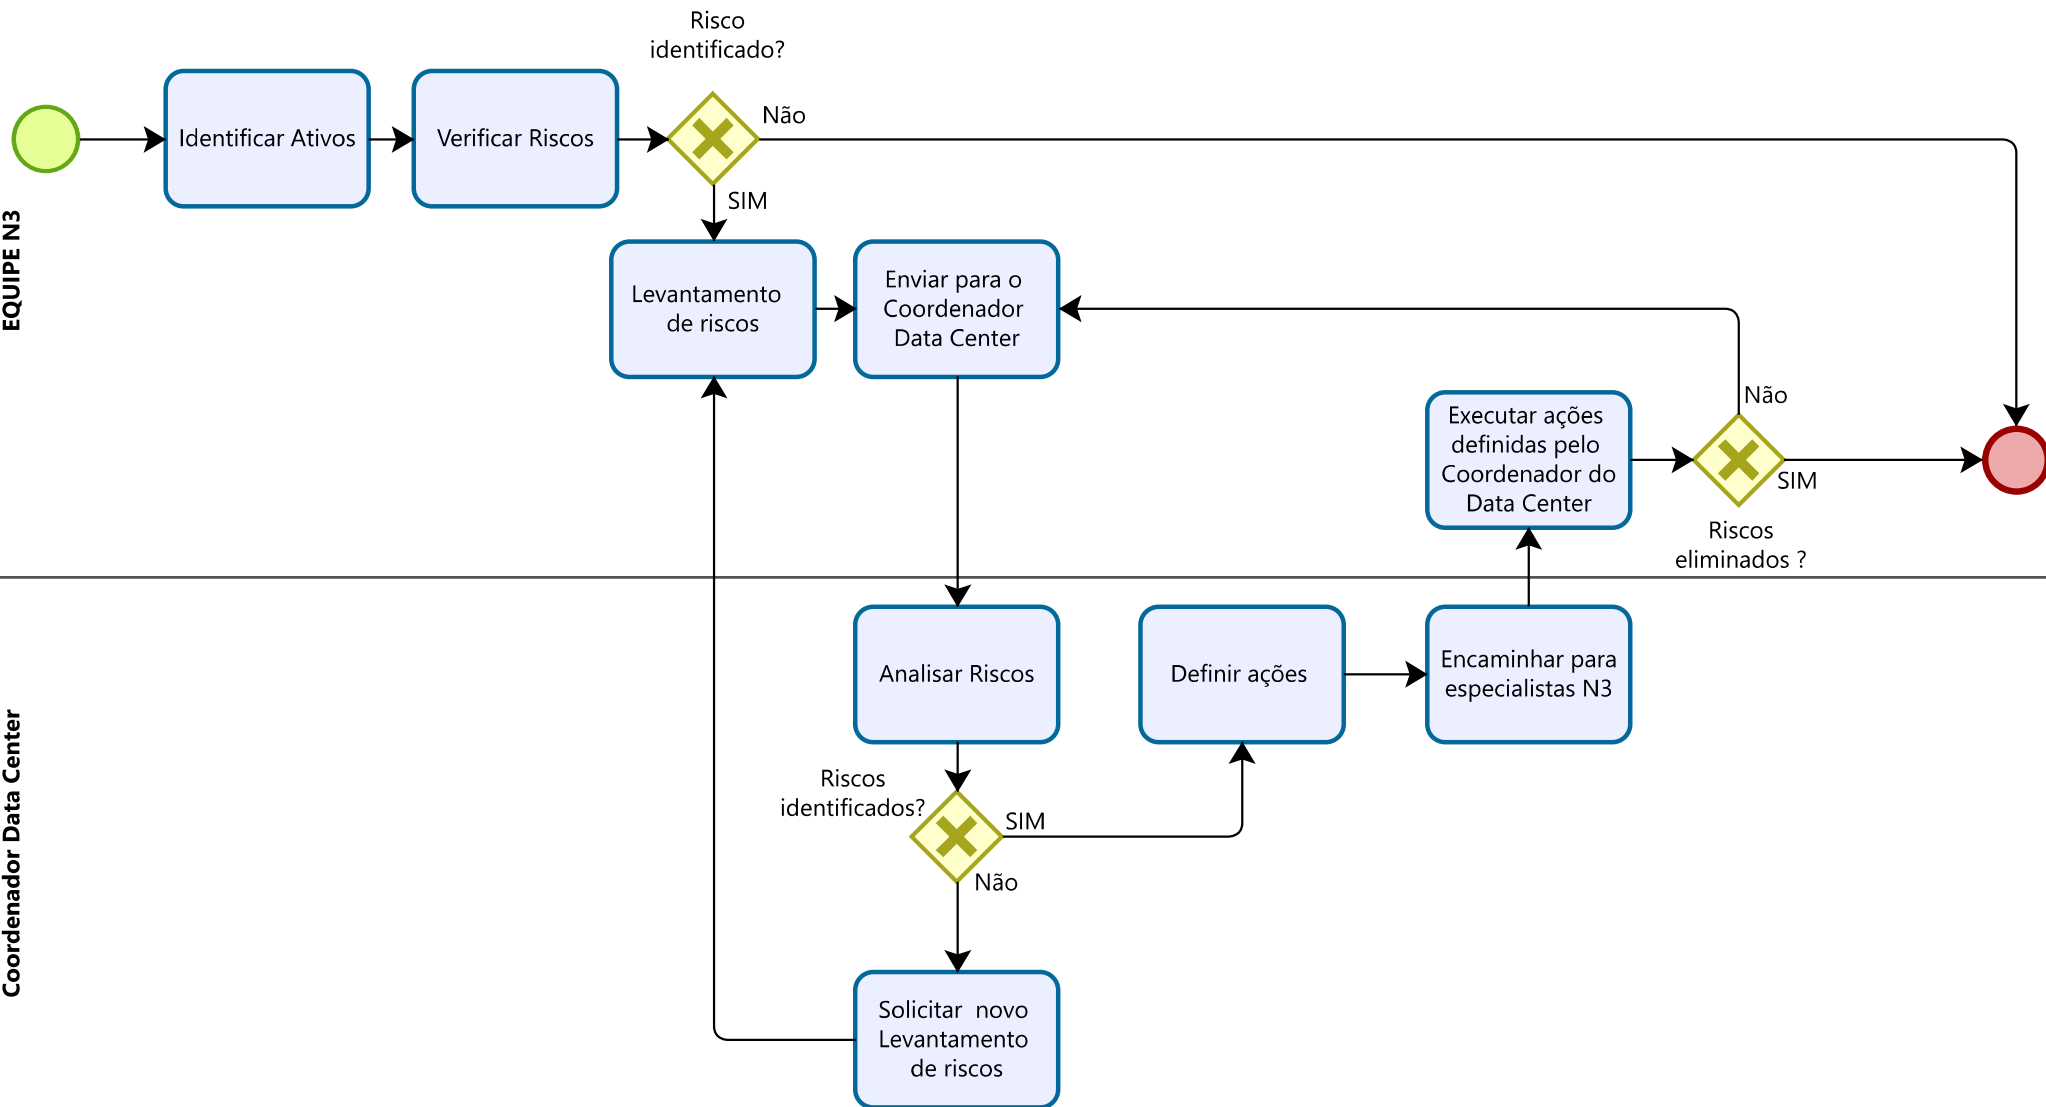 Risco
identificado?
Não
Identificar Ativos
Verificar Riscos
SIM
EQUIPE N3
Levantamento
de riscos
Enviar para o
Coordenador
Data Center
Não
Executar ações
definidas pelo
Coordenador do
Data Center
SIM
Riscos
eliminados ?
Coordenador Data Center
Analisar Riscos
Definir ações
Encaminhar para
especialistas N3
Riscos
identificados?
SIM
Não
Solicitar  novo
Levantamento
de riscos